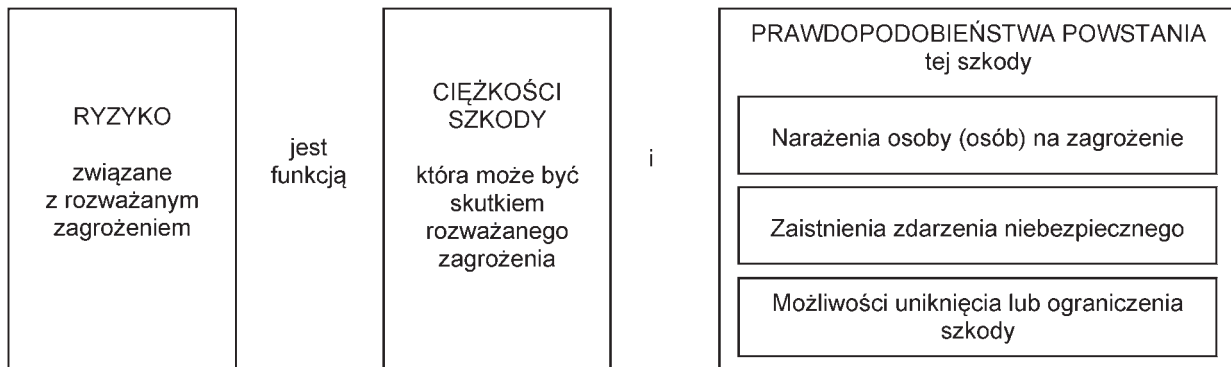 RYZYKO
związane
z rozważanym
zagrożeniem
jest
funkcją
CIĘŻKOŚCI
SZKODY
która może być
skutkiem
rozważanego
zagrożenia
i
PRAWDOPODOBIEŃSTWA POWSTANIA
tej szkody
Narażenia osoby (osób) na zagrożenie
Zaistnienia zdarzenia niebezpiecznego
Możliwości uniknięcia lub ograniczenia
szkody